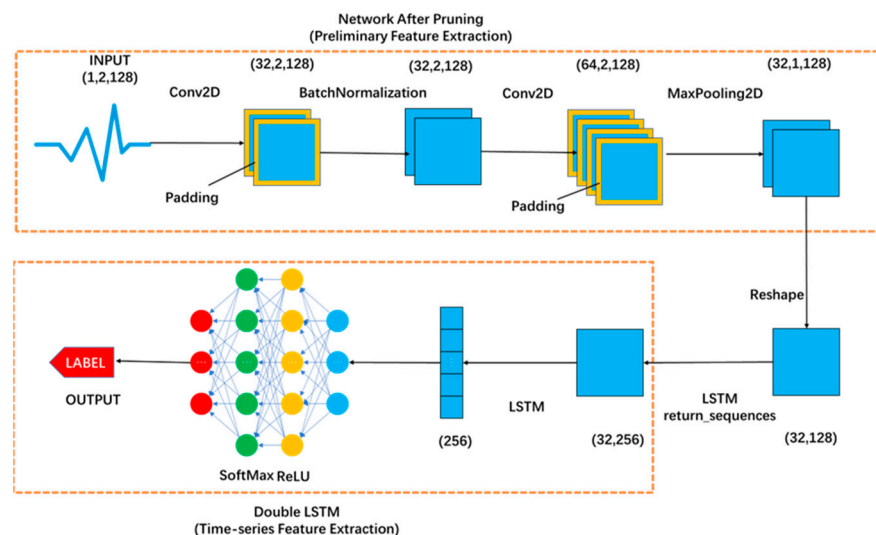 Network After Pruning
(Preliminary Feature Extraction)
INPUT
(1,2,128)
(32,2,128)
(32,2,128)
(64,2,128)
(32,1,128)
Conv2D
BatchNormalization
Conv2D
MaxPooling2D
Padding
Padding
Reshape
LABEL
OUTPUT
SoftMax ReLU
(256)
LSTM
(32,256)
LSTM
return_sequences
(32,128)
Double LSTM
(Time-series Feature Extraction)